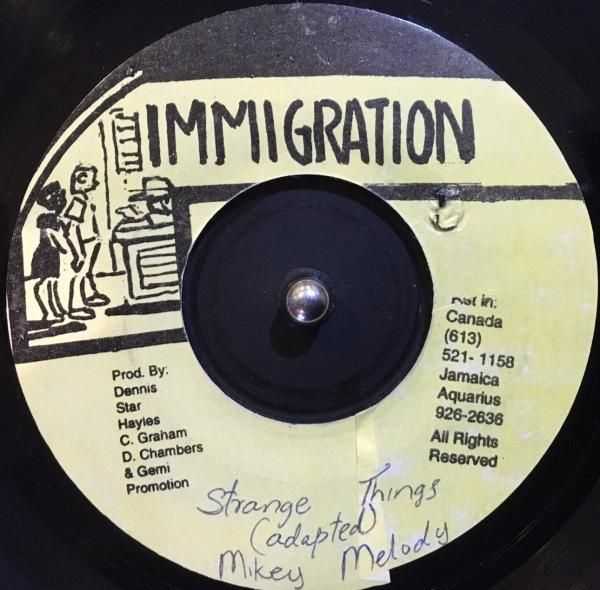 IMMIGRATION
Prod. By:
Dennis
Star
Hayles
C. Graham
D. Chambers
& Gemi
Promotion
in:
Canada
(613)
521- 1158
Jamaica
Aquarius
926-2636
All Rights
Reserved
Strange Things
(adapted)
Mikey Melody